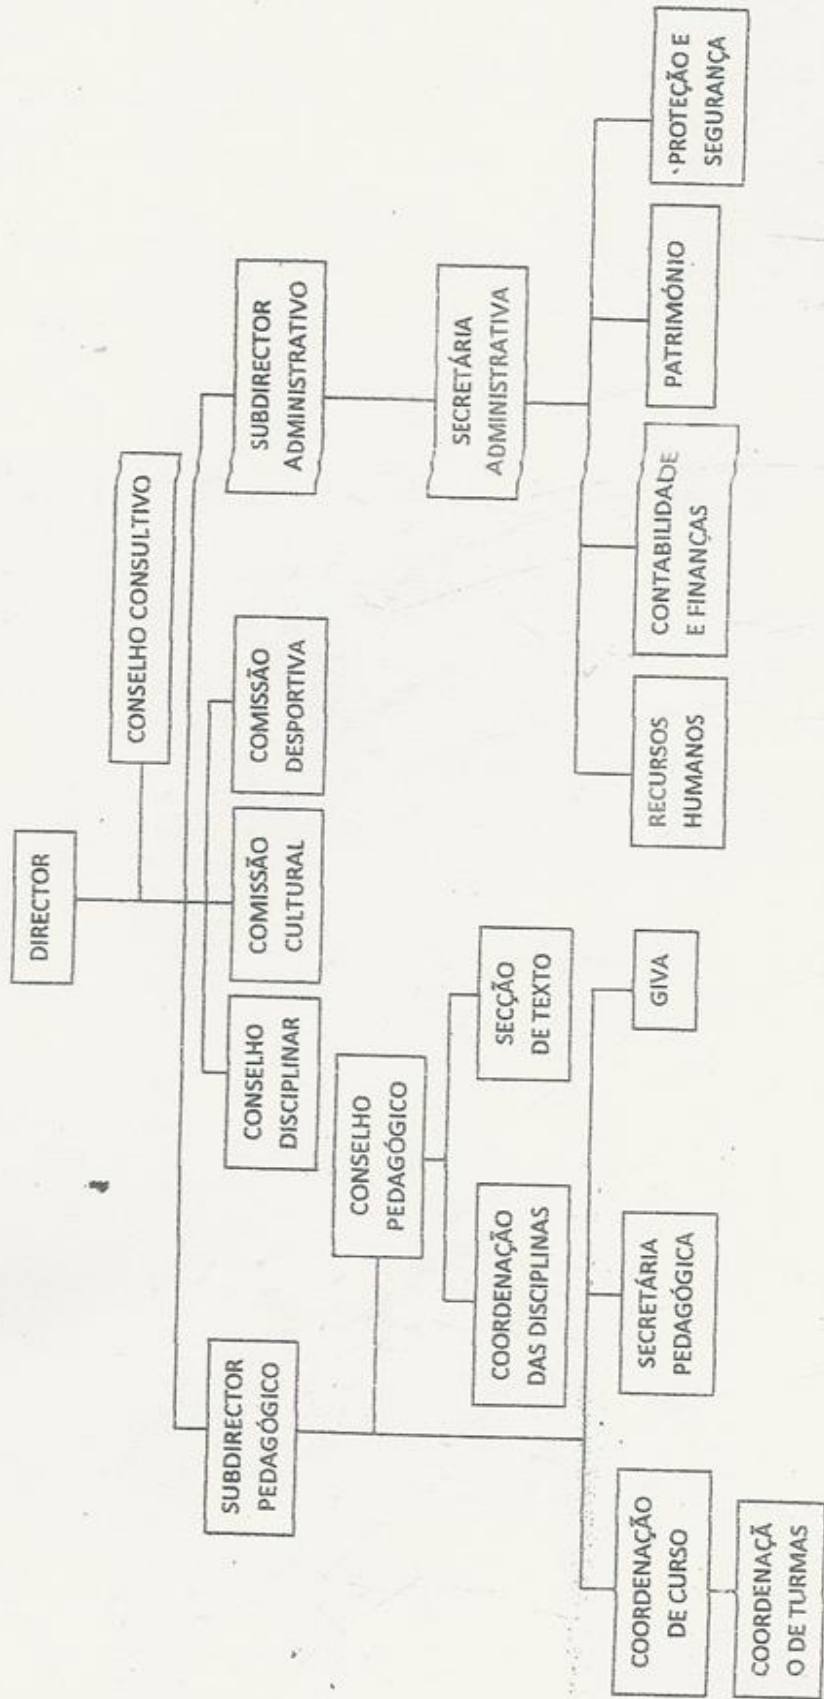 DIRECTOR
CONSELHO CONSULTIVO
SUBDIRECTOR
PEDAGÓGICO
CONSELHO
DISCIPLINAR
COMISSÃO
CULTURAL
COMISSÃO
DESPORTIVA
SUBDIRECTOR
ADMINISTRATIVO
CONSELHO
PEDAGÓGICO
COORDENAÇÃO
DAS DISCIPLINAS
SECÇÃO
DE TEXTO
SECRETÁRIA
ADMINISTRATIVA
COORDENAÇÃO
DE CURSO
SECRETÁRIA
PEDAGÓGICA
GIVA
RECURSOS
HUMANOS
CONTABILIDADE
E FINANÇAS
PATRIMÓNIO
PROTEÇÃO E
SEGURANÇA
COORDENAÇÃ
O DE TURMAS